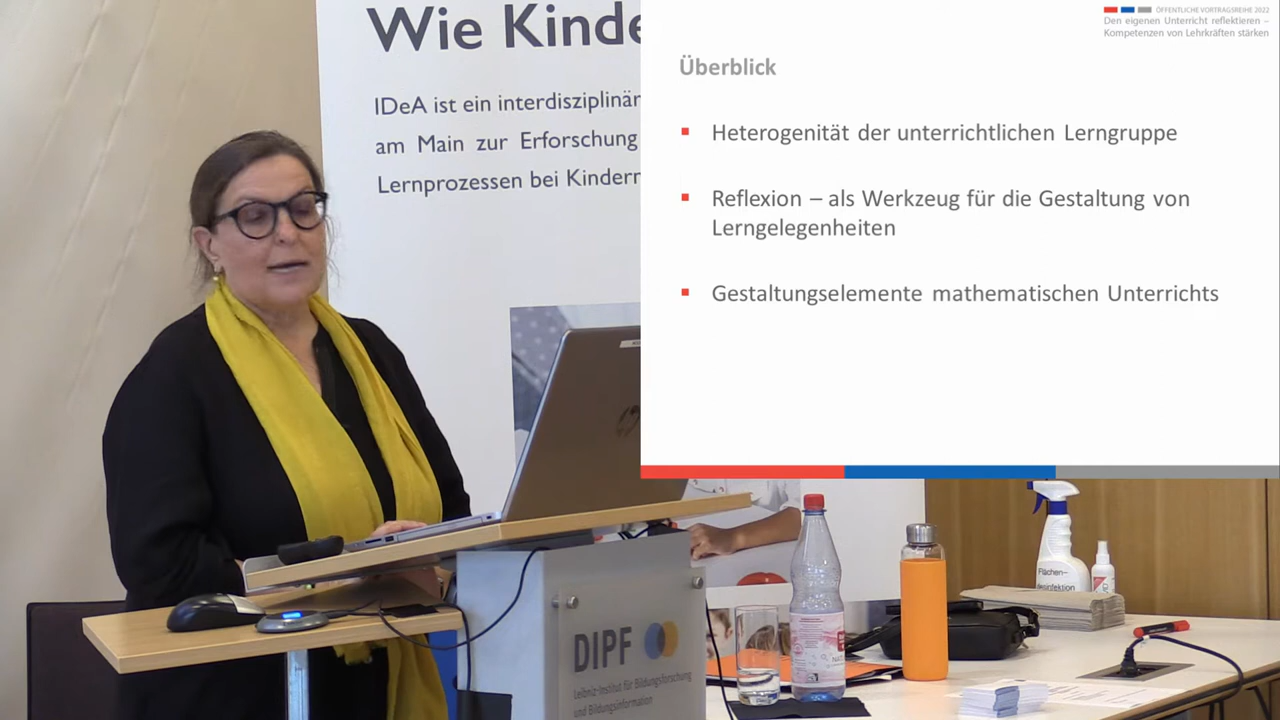 Wie Kinde
IDeA ist ein interdisziplinär
am Main zur Erforschung
Lernprozessen bei Kindern
ÖFFENTLICHE VORTRAGSREIHE 2022
Den eigenen Unterricht reflektieren –
Kompetenzen von Lehrkräften stärken
Überblick
Heterogenität der unterrichtlichen Lerngruppe
Reflexion – als Werkzeug für die Gestaltung von
Lerngelegenheiten
Gestaltungselemente mathematischen Unterrichts
DIPF
Leibniz-Institut für Bildungsforschung
und Bildungsinformation
Flächen-
desinfektion